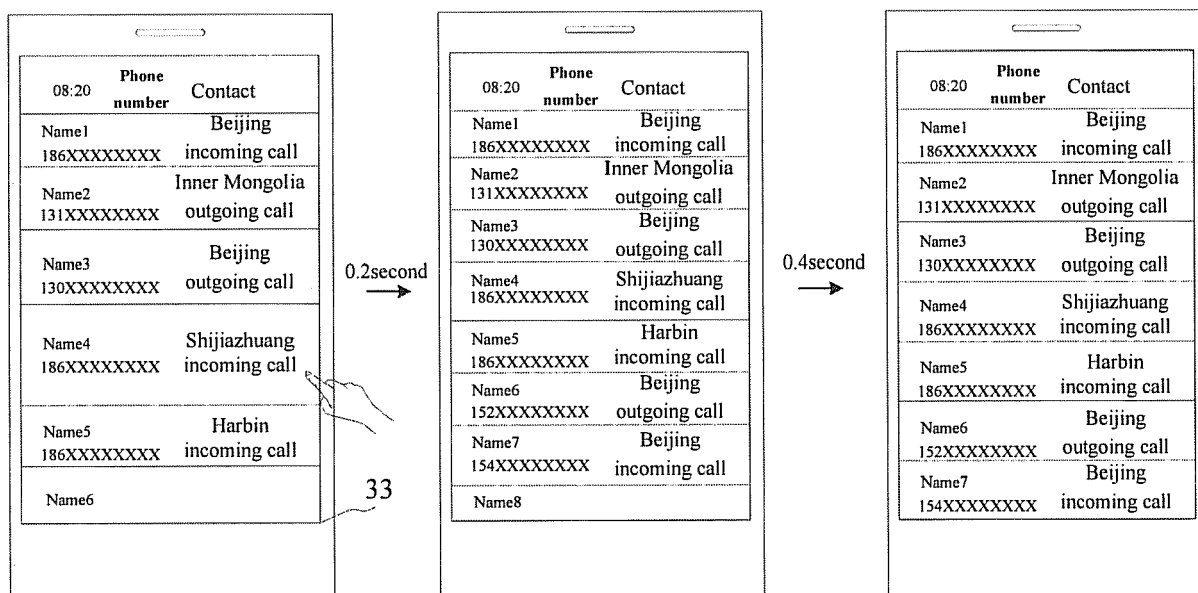 08:20 Phone number Contact
Name1 Beijing
186XXXXXXXX incoming call
Name2 Inner Mongolia
131XXXXXXXX outgoing call
Name3 Beijing
130XXXXXXXX outgoing call
Name4 Shijiazhuang
186XXXXXXXX incoming call
Name5 Harbin
186XXXXXXXX incoming call
Name6
33
0.2second
08:20 Phone number Contact
Name1 Beijing
186XXXXXXXX incoming call
Name2 Inner Mongolia
131XXXXXXXX outgoing call
Name3 Beijing
130XXXXXXXX outgoing call
Name4 Shijiazhuang
186XXXXXXXX incoming call
Name5 Harbin
186XXXXXXXX incoming call
Name6 Beijing
152XXXXXXXX outgoing call
Name7 Beijing
154XXXXXXXX incoming call
Name8
0.4second
08:20 Phone number Contact
Name1 Beijing
186XXXXXXXX incoming call
Name2 Inner Mongolia
131XXXXXXXX outgoing call
Name3 Beijing
130XXXXXXXX outgoing call
Name4 Shijiazhuang
186XXXXXXXX incoming call
Name5 Harbin
186XXXXXXXX incoming call
Name6 Beijing
152XXXXXXXX outgoing call
Name7 Beijing
154XXXXXXXX incoming call